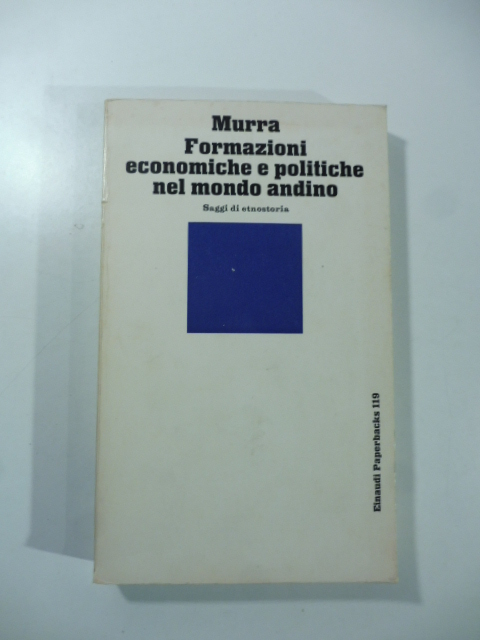 Murra
Formazioni
economiche e politiche
nel mondo andino
Saggi di etnostoria
Einaudi Paperbacks 119